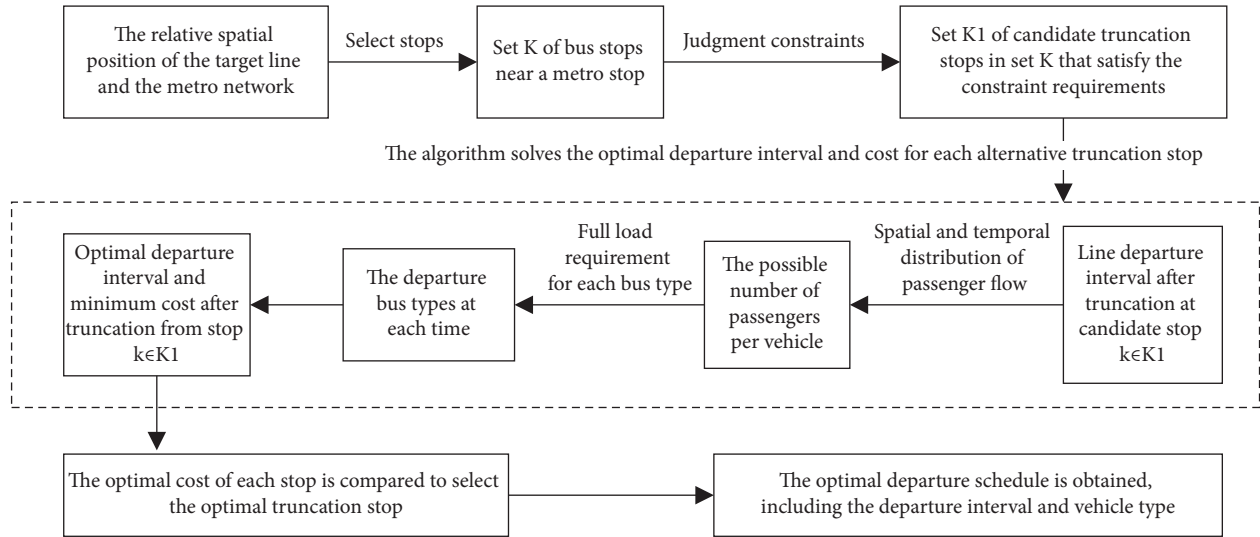 The relative spatial
position of the target line
and the metro network
Select stops
Set K of bus stops
near a metro stop
Judgment constraints
Set K1 of candidate truncation
stops in set K that satisfy the
constraint requirements
The algorithm solves the optimal departure interval and cost for each alternative truncation stop
Line departure
interval after
truncation at
candidate stop
k∈K1
Spatial and temporal
distribution of
passenger flow
The possible
number of
passengers
per vehicle
Full load
requirement
for each bus type
The departure
bus types at
each time
Optimal departure
interval and
minimum cost after
truncation from stop
k∈K1
The optimal cost of each stop is compared to select
the optimal truncation stop
The optimal departure schedule is obtained,
including the departure interval and vehicle type